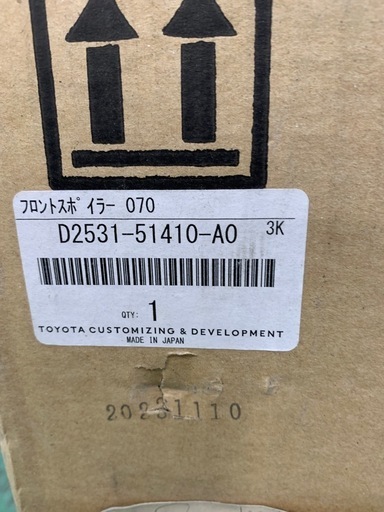 フロントスポイラー 070
D2531-51410-A0 3K
QTY: 1
TOYOTA CUSTOMIZING & DEVELOPMENT
MADE IN JAPAN
20231110